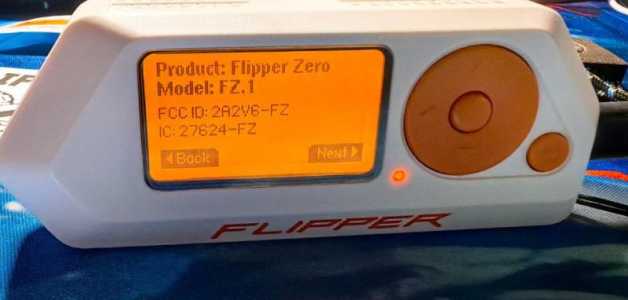 Product: Flipper Zero
Model: FZ.1
FCC ID: 2A2V6-FZ
IC: 27624-FZ
Back
Next
FLIPPER